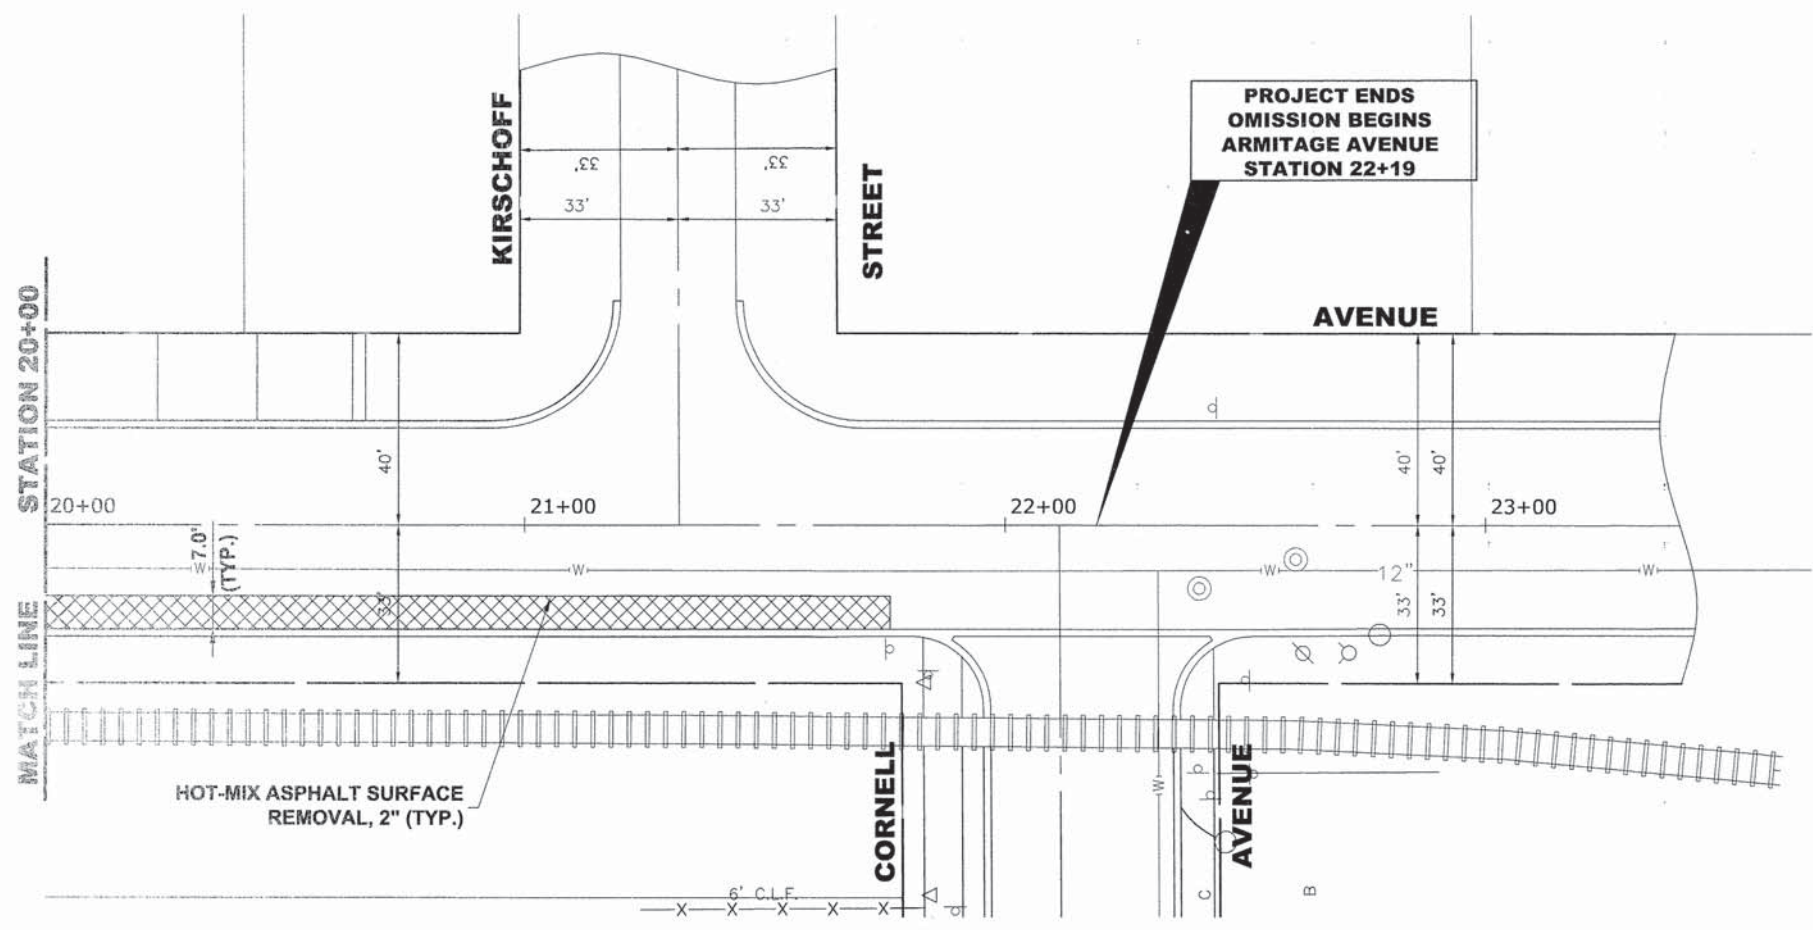 KIRSCHOFF
STREET
33' 33'
33' 33'
PROJECT ENDS
OMISSION BEGINS
ARMITAGE AVENUE
STATION 22+19
AVENUE
MATCH LINE STATION 20+00
20+00
21+00
22+00
23+00
40'
40'
40'
7.0'
(TYP.)
W
W
W
12"
W
33'
33'
33'
HOT-MIX ASPHALT SURFACE
REMOVAL, 2" (TYP.)
CORNELL
AVENUE
W
6' C.L.F.
X X X X X
C
B